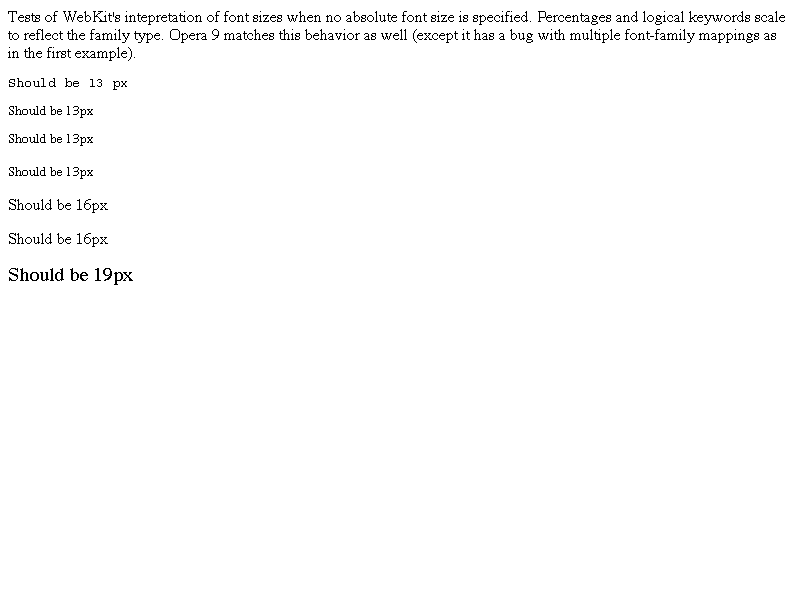 Tests of WebKit's intepretation of font sizes when no absolute font size is specified. Percentages and logical keywords scale
to reflect the family type. Opera 9 matches this behavior as well (except it has a bug with multiple font-family mappings as
in the first example).
Should be 13 px
Should be 13px
Should be 13px
Should be 13px
Should be 16px
Should be 16px
Should be 19px